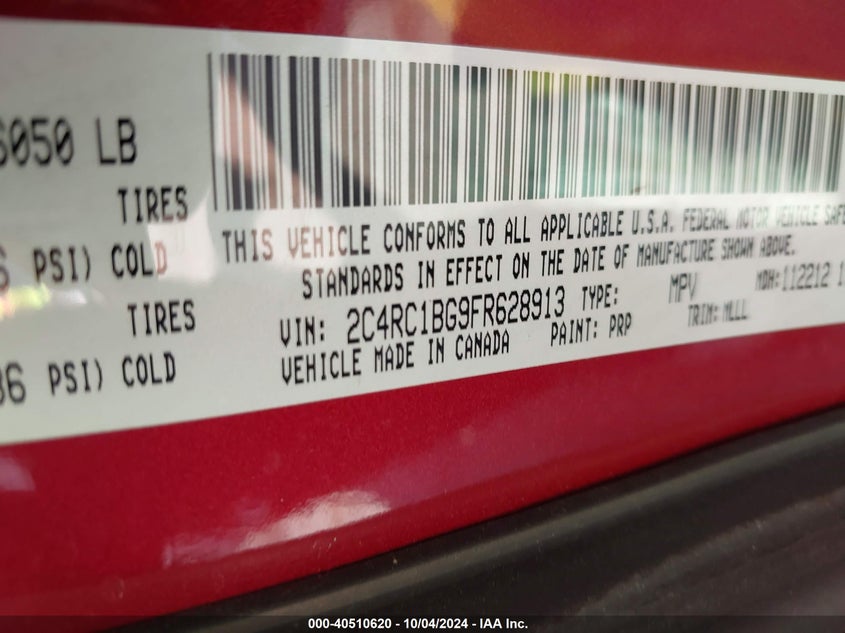 6050 LB
TIRES
PSI) COLD
TIRES
36 PSI) COLD
THIS VEHICLE CONFORMS TO ALL APPLICABLE U.S.A. FEDERAL MOTOR VEHICLE SAFE
STANDARDS IN EFFECT ON THE DATE OF MANUFACTURE SHOWN ABOVE.
VIN: 2C4RC1BG9FR628913 TYPE: MPV MDH:112212 1
VEHICLE MADE IN CANADA PAINT: PRP TRIM: MLLL
000-40510620 - 10/04/2024 - IAA Inc.